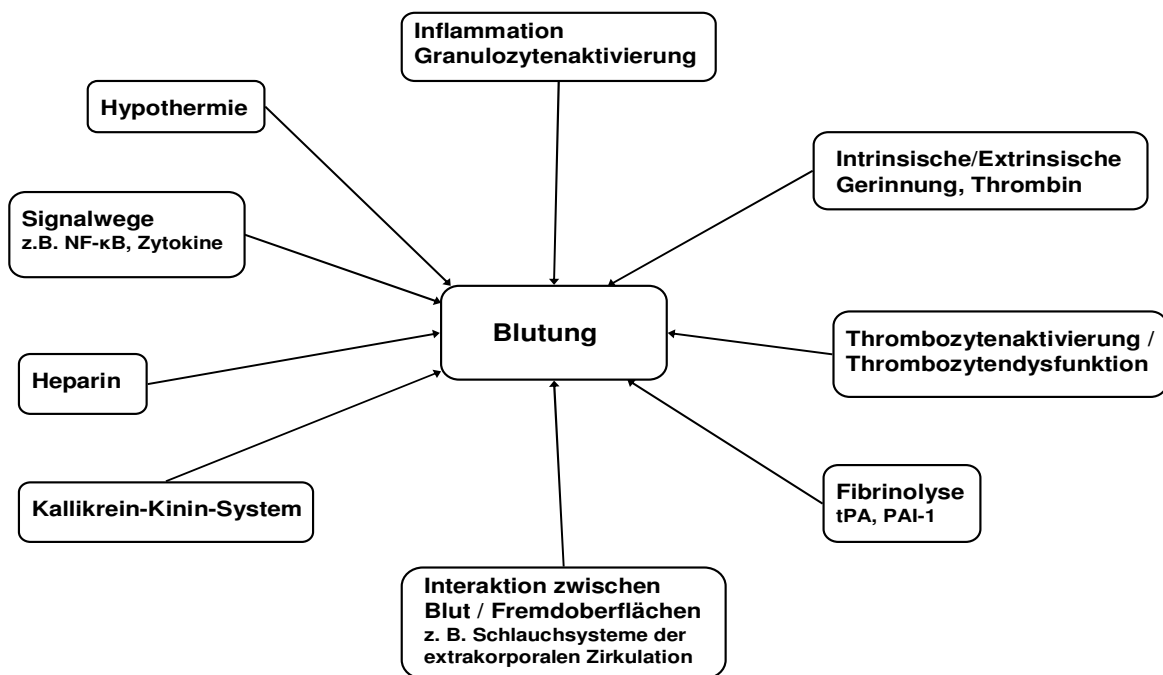 Inflammation
Granulozytenaktivierung
Hypothermie
Intrinsische/Extrinsische
Gerinnung, Thrombin
Signalwege
z.B. NF-κB, Zytokine
Blutung
Thrombozytenaktivierung /
Thrombozytendysfunktion
Heparin
Kallikrein-Kinin-System
Fibrinolyse
tPA, PAI-1
Interaktion zwischen
Blut / Fremdoberflächen
z. B. Schlauchsysteme der
extrakorporalen Zirkulation